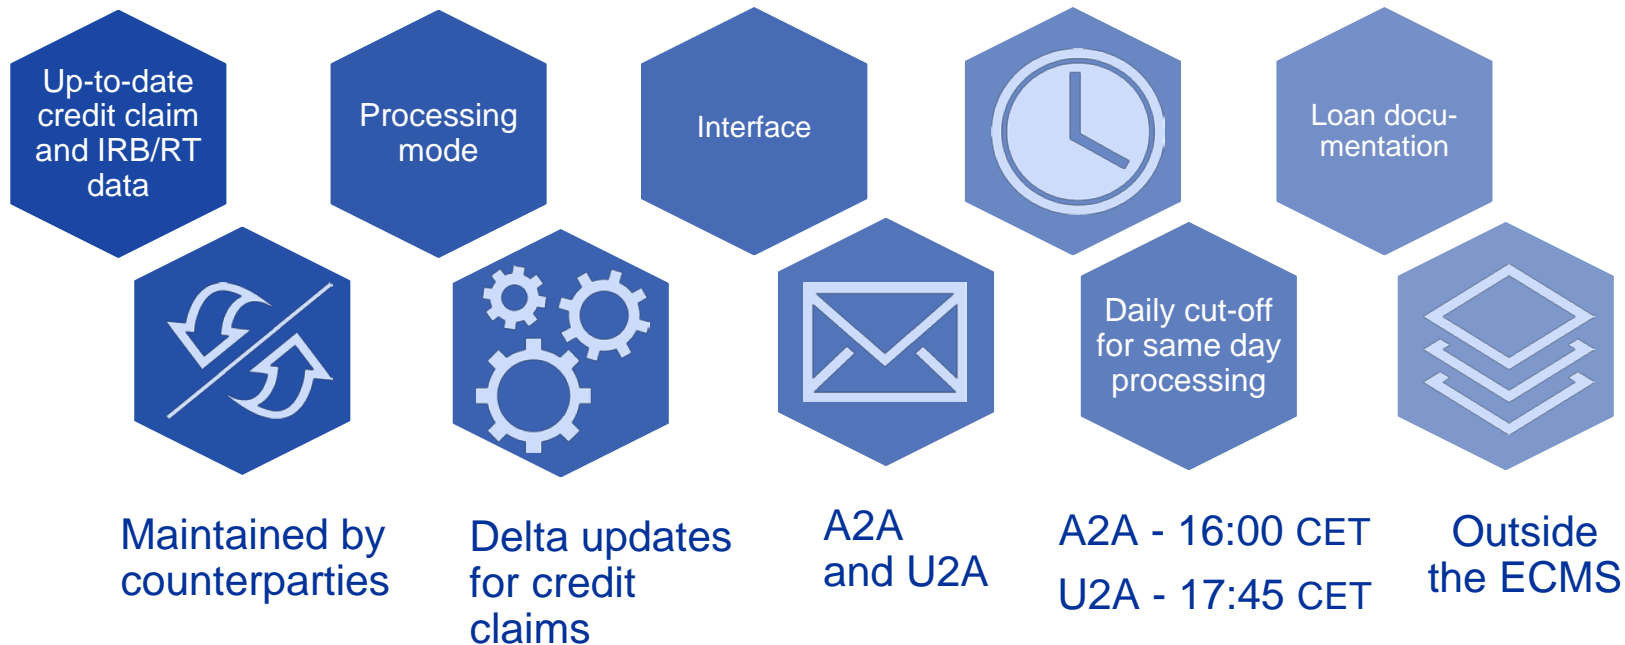 Up-to-date
credit claim
and IRB/RT
data
Processing
mode
Interface
Loan docu-
mentation
Daily cut-off
for same day
processing
Maintained by
counterparties
Delta updates
for credit
claims
A2A
and U2A
A2A - 16:00 CET
U2A - 17:45 CET
Outside
the ECMS